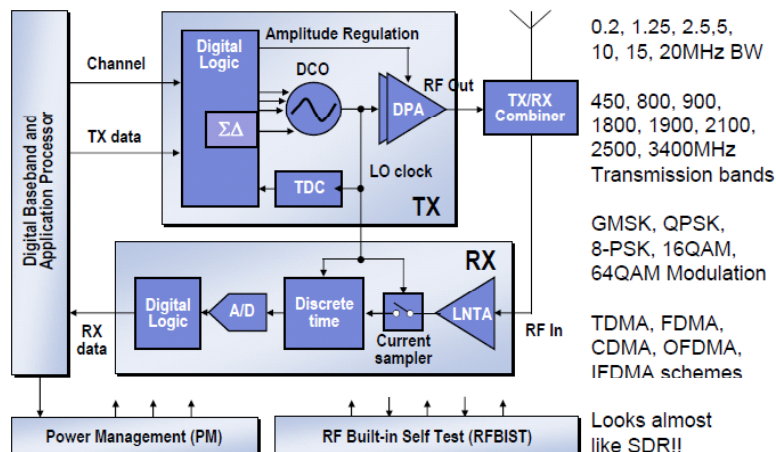 Digital Baseband and
Application Processor
Channel
TX data
RX
data
Digital
Logic
ΣΔ
Amplitude Regulation
DCO
DPA
RF Out
TDC
LO clock
TX
TX/RX
Combinor
RX
Digital
Logic
A/D
Discrete
time
Current
sampler
LNTA
RF In
Power Management (PM)
RF Built-in Self Test (RFBIST)
0.2, 1.25, 2.5,5,
10, 15, 20MHz BW
450, 800, 900,
1800, 1900, 2100,
2500, 3400MHz
Transmission bands
GMSK, QPSK,
8-PSK, 16QAM,
64QAM Modulation
TDMA, FDMA,
CDMA, OFDMA,
IFDMA schemes
Looks almost
like SDR!!